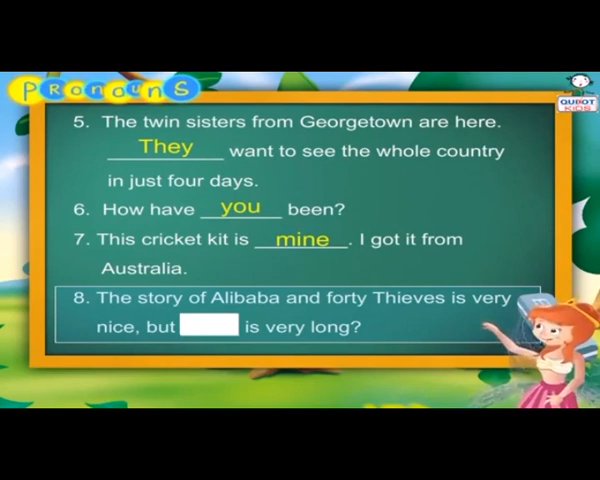 PRONOUNS
QUIXOT
KIDS
5. The twin sisters from Georgetown are here.
They want to see the whole country
in just four days.
6. How have you been?
7. This cricket kit is mine. I got it from
Australia.
8. The story of Alibaba and forty Thieves is very
nice, but is very long?